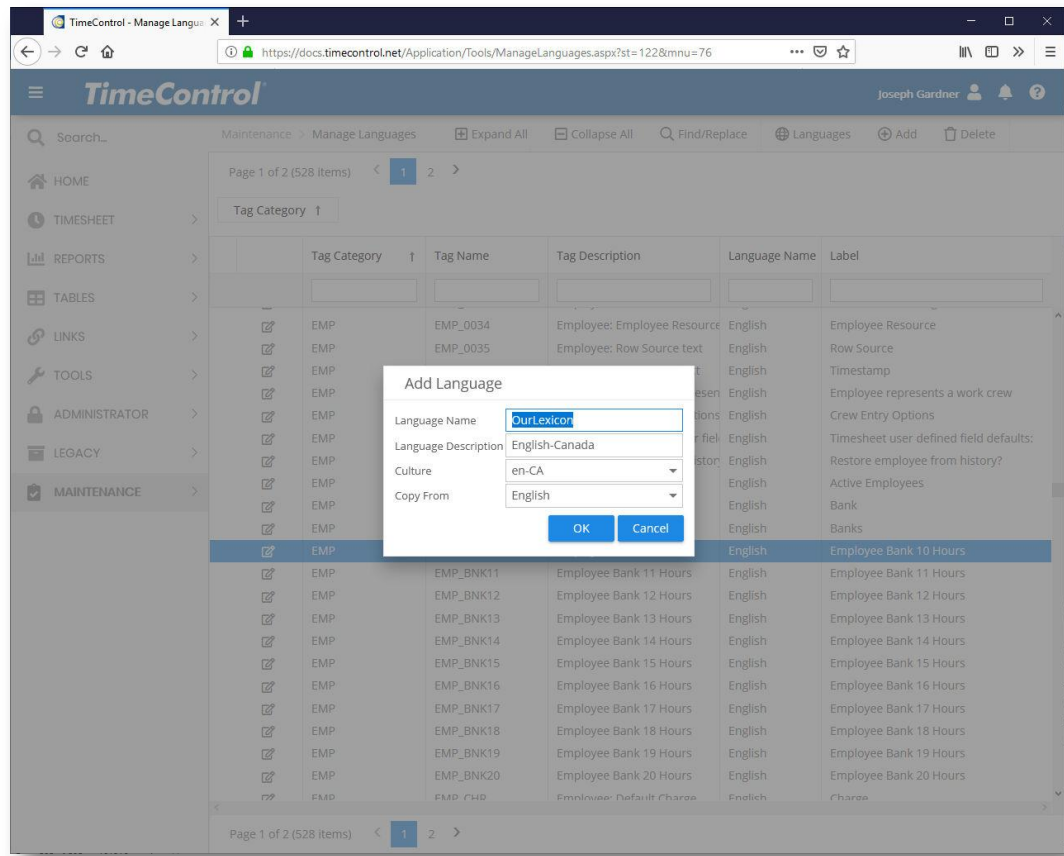 TimeControl - Manage Langua
https://docs.timecontrol.net/Application/Tools/ManageLanguages.aspx?st=122&mnu=76
TimeControl
Joseph Gardner
Search...
Maintenance > Manage Languages Expand All Collapse All Find/Replace Languages Add Delete
HOME
TIMESHEET
REPORTS
TABLES
LINKS
TOOLS
ADMINISTRATOR
LEGACY
MAINTENANCE
Page 1 of 2 (528 items) < 1 2 >
Tag Category ↑
Tag Category ↑ Tag Name Tag Description Language Name Label
EMP EMP_0034 Employee: Employee Resource English Employee Resource
EMP EMP_0035 Employee: Row Source text English Row Source
EMP English Timestamp
EMP English Employee represents a work crew
EMP English Crew Entry Options
EMP English Timesheet user defined field defaults:
EMP English Restore employee from history?
EMP English Active Employees
EMP English Bank
EMP English Banks
EMP English Employee Bank 10 Hours
Add Language
Language Name OurLexicon
Language Description English-Canada
Culture en-CA
Copy From English
OK Cancel
EMP EMP_BNK11 Employee Bank 11 Hours English Employee Bank 11 Hours
EMP EMP_BNK12 Employee Bank 12 Hours English Employee Bank 12 Hours
EMP EMP_BNK13 Employee Bank 13 Hours English Employee Bank 13 Hours
EMP EMP_BNK14 Employee Bank 14 Hours English Employee Bank 14 Hours
EMP EMP_BNK15 Employee Bank 15 Hours English Employee Bank 15 Hours
EMP EMP_BNK16 Employee Bank 16 Hours English Employee Bank 16 Hours
EMP EMP_BNK17 Employee Bank 17 Hours English Employee Bank 17 Hours
EMP EMP_BNK18 Employee Bank 18 Hours English Employee Bank 18 Hours
EMP EMP_BNK19 Employee Bank 19 Hours English Employee Bank 19 Hours
EMP EMP_BNK20 Employee Bank 20 Hours English Employee Bank 20 Hours
EMP EMP_CHP Employee: Default Charge English Charge
Page 1 of 2 (528 items) < 1 2 >